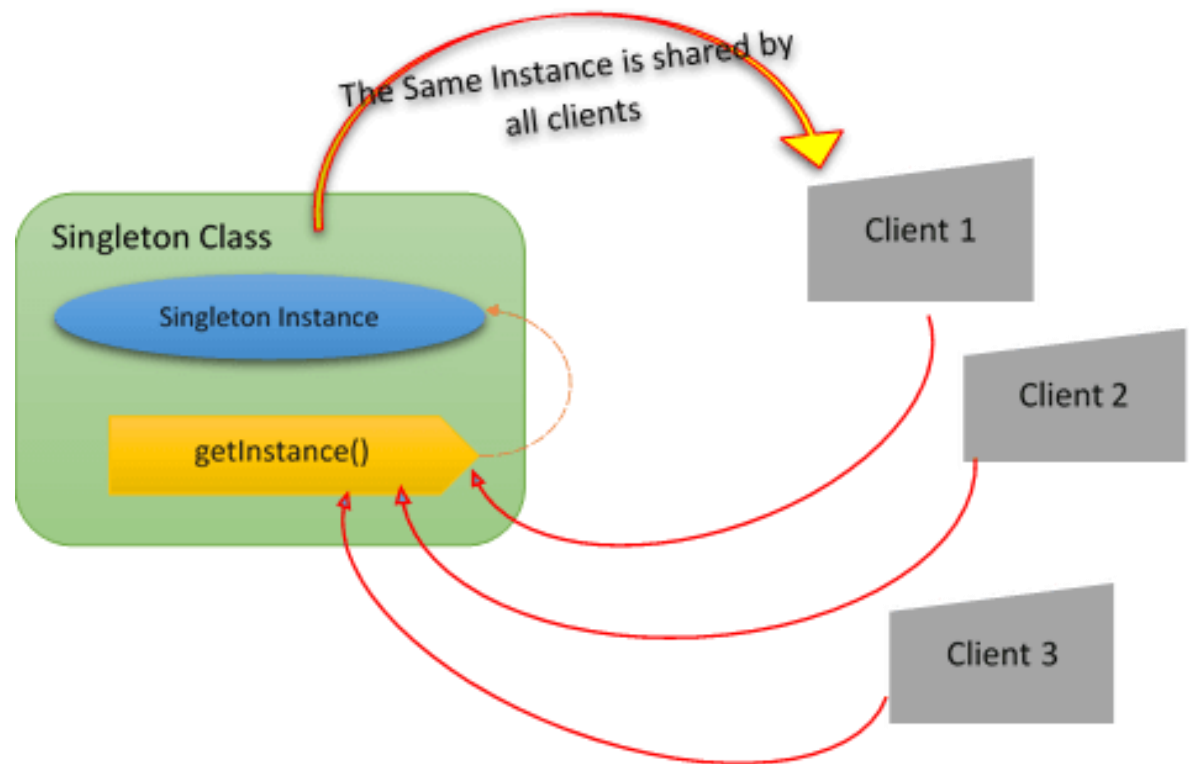 The Same Instance is shared by
all clients
Singleton Class
Singleton Instance
getInstance()
Client 1
Client 2
Client 3